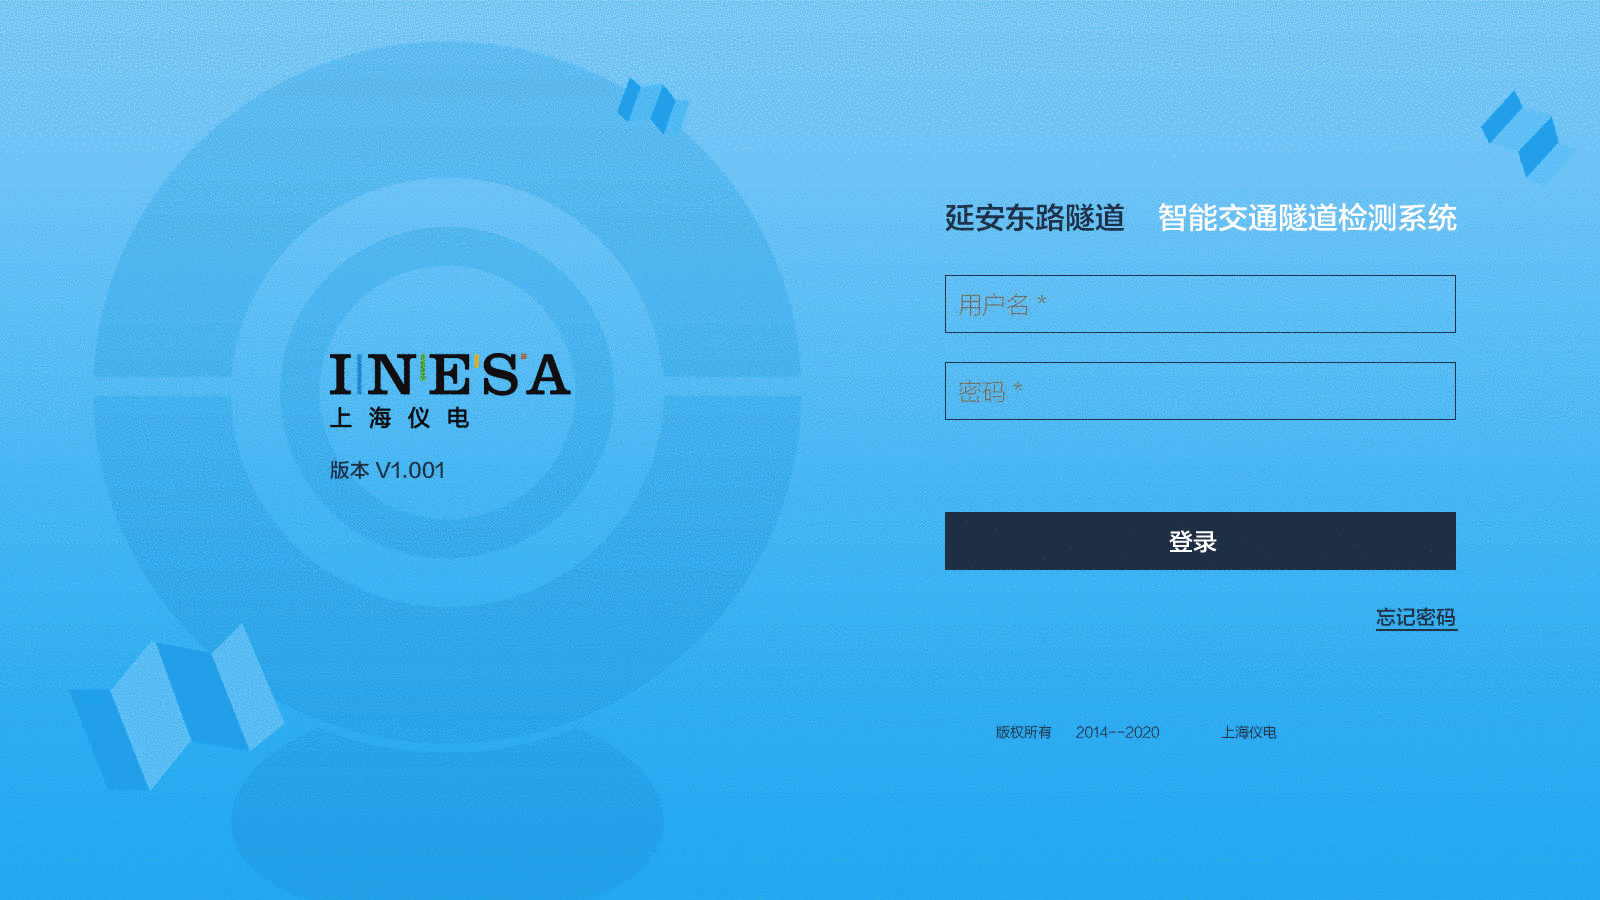 INESA
上海仪电
版本 V1.001
延安东路隧道 智能交通隧道检测系统
用户名 *
密码 *
登录
忘记密码
版权所有 2014--2020 上海仪电